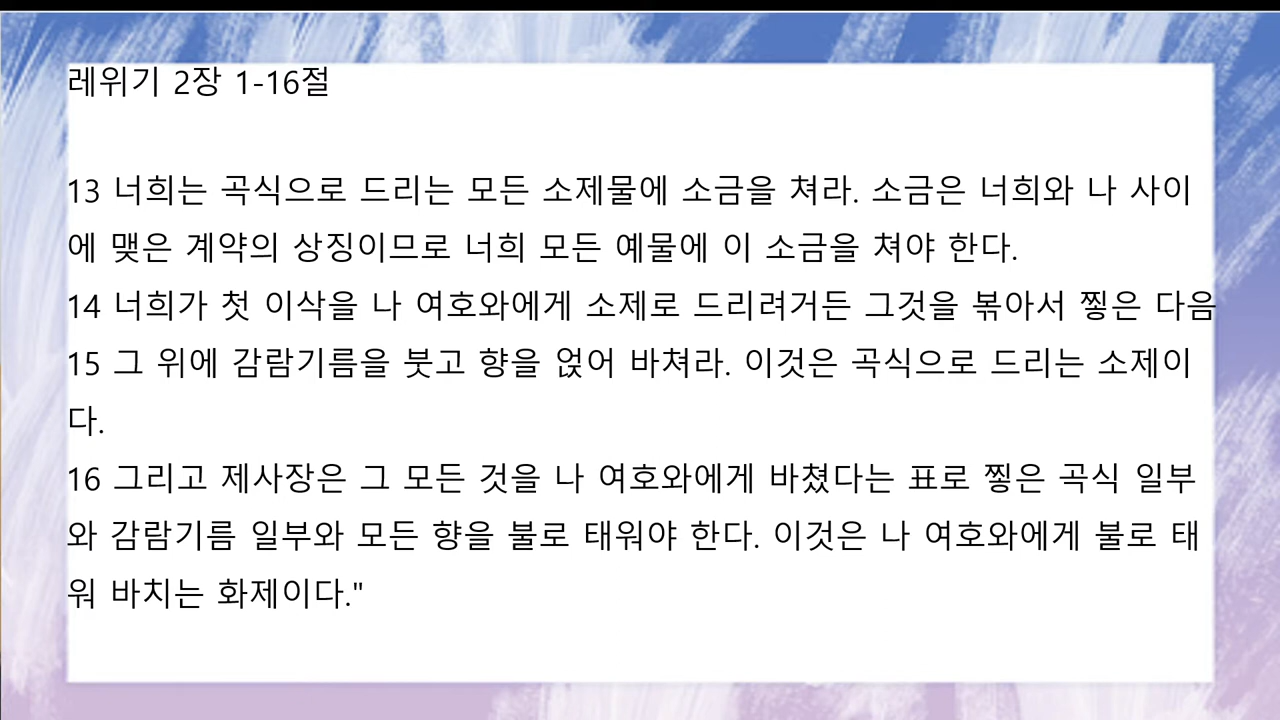 레위기 2장 1-16절
13 너희는 곡식으로 드리는 모든 소제물에 소금을 쳐라. 소금은 너희와 나 사이
에 맺은 계약의 상징이므로 너희 모든 예물에 이 소금을 쳐야 한다.
14 너희가 첫 이삭을 나 여호와에게 소제로 드리려거든 그것을 볶아서 찧은 다음
15 그 위에 감람기름을 붓고 향을 얹어 바쳐라. 이것은 곡식으로 드리는 소제이
다.
16 그리고 제사장은 그 모든 것을 나 여호와에게 바쳤다는 표로 찧은 곡식 일부
와 감람기름 일부와 모든 향을 불로 태워야 한다. 이것은 나 여호와에게 불로 태
워 바치는 화제이다."